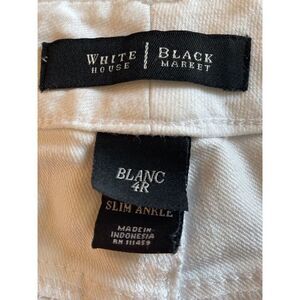 WHITE | BLACK
HOUSE | MARKET
BLANC
4R
SLIM ANKLE
MADE IN
INDONESIA
RN 111459